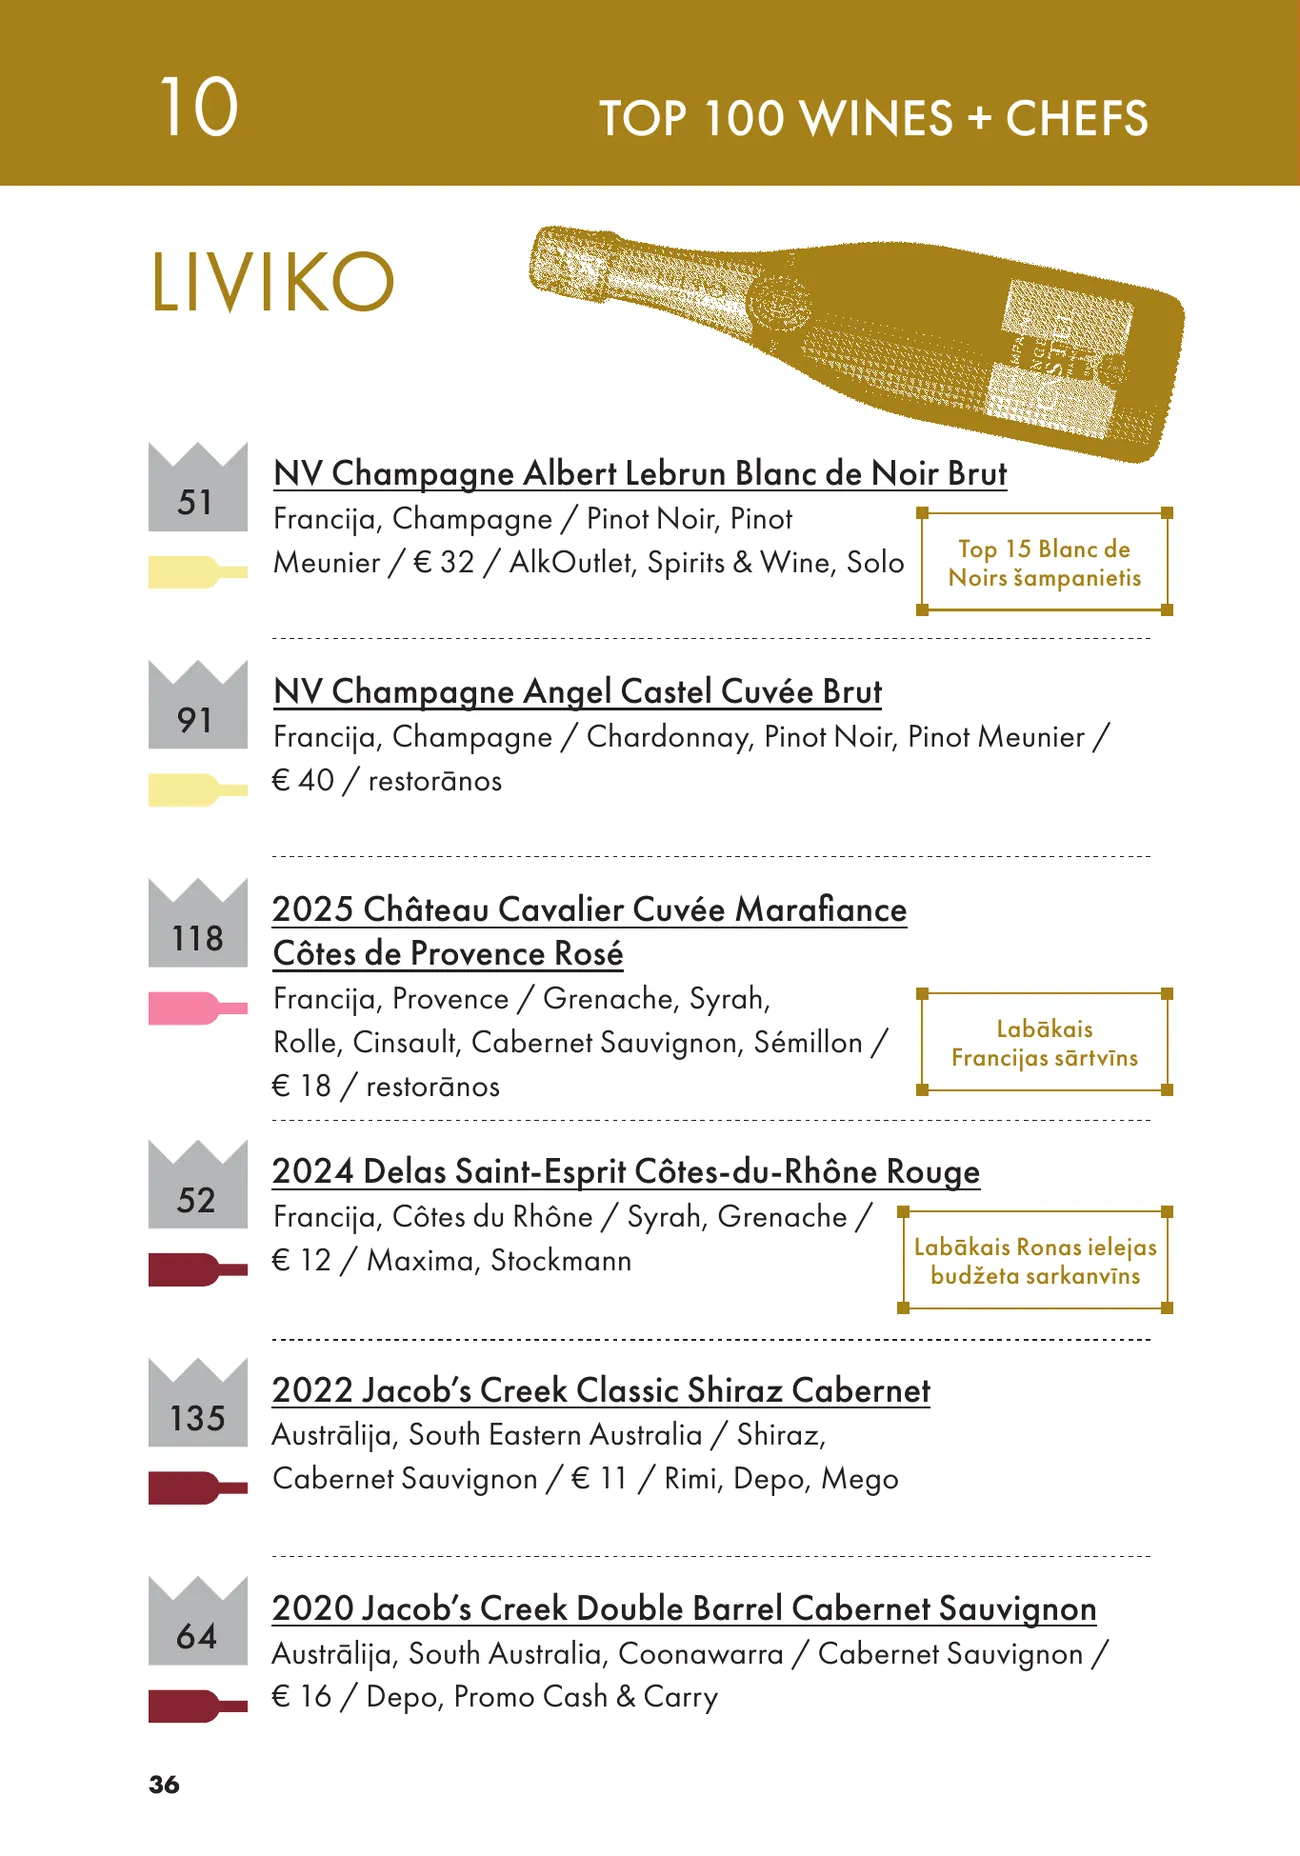 10
TOP 100 WINES + CHEFS
LIVIKO
51
NV Champagne Albert Lebrun Blanc de Noir Brut
Francija, Champagne / Pinot Noir, Pinot
Meunier / € 32 / AlkOutlet, Spirits & Wine, Solo
Top 15 Blanc de
Noirs šampanietis
91
NV Champagne Angel Castel Cuvée Brut
Francija, Champagne / Chardonnay, Pinot Noir, Pinot Meunier /
€ 40 / restorānos
118
2025 Château Cavalier Cuvée Marafiance
Côtes de Provence Rosé
Francija, Provence / Grenache, Syrah,
Rolle, Cinsault, Cabernet Sauvignon, Sémillon /
€ 18 / restorānos
Labākais
Francijas sārtvīns
52
2024 Delas Saint-Esprit Côtes-du-Rhône Rouge
Francija, Côtes du Rhône / Syrah, Grenache /
€ 12 / Maxima, Stockmann
Labākais Ronas ielejas
budžeta sarkanvīns
135
2022 Jacob’s Creek Classic Shiraz Cabernet
Austrālija, South Eastern Australia / Shiraz,
Cabernet Sauvignon / € 11 / Rimi, Depo, Mego
64
2020 Jacob’s Creek Double Barrel Cabernet Sauvignon
Austrālija, South Australia, Coonawarra / Cabernet Sauvignon /
€ 16 / Depo, Promo Cash & Carry
36